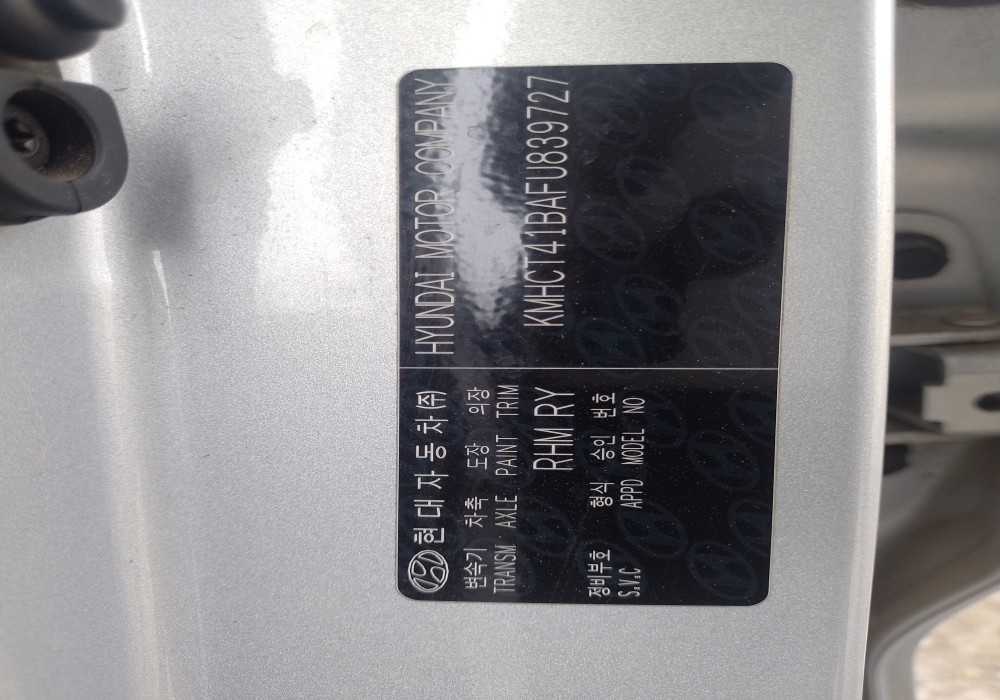 현대자동차(주) HYUNDAI MOTOR COMPANY
변속기 차축 도장 의장
TRANSM AXLE PAINT TRIM
KMHCT41BAFU839727
RHM RY
정비부호 형식 승인 번호
S.V.C APPD MODEL NO